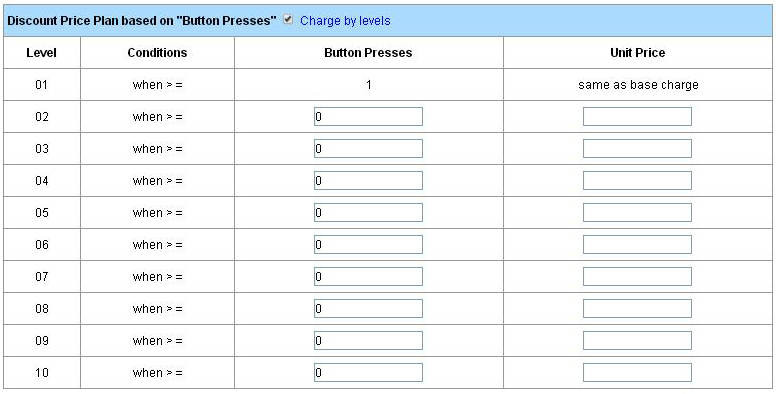 Discount Price Plan based on "Button Presses" Charge by levels
Level Conditions Button Presses Unit Price
01 when > = 1 same as base charge
02 when > = 0
03 when > = 0
04 when > = 0
05 when > = 0
06 when > = 0
07 when > = 0
08 when > = 0
09 when > = 0
10 when > = 0